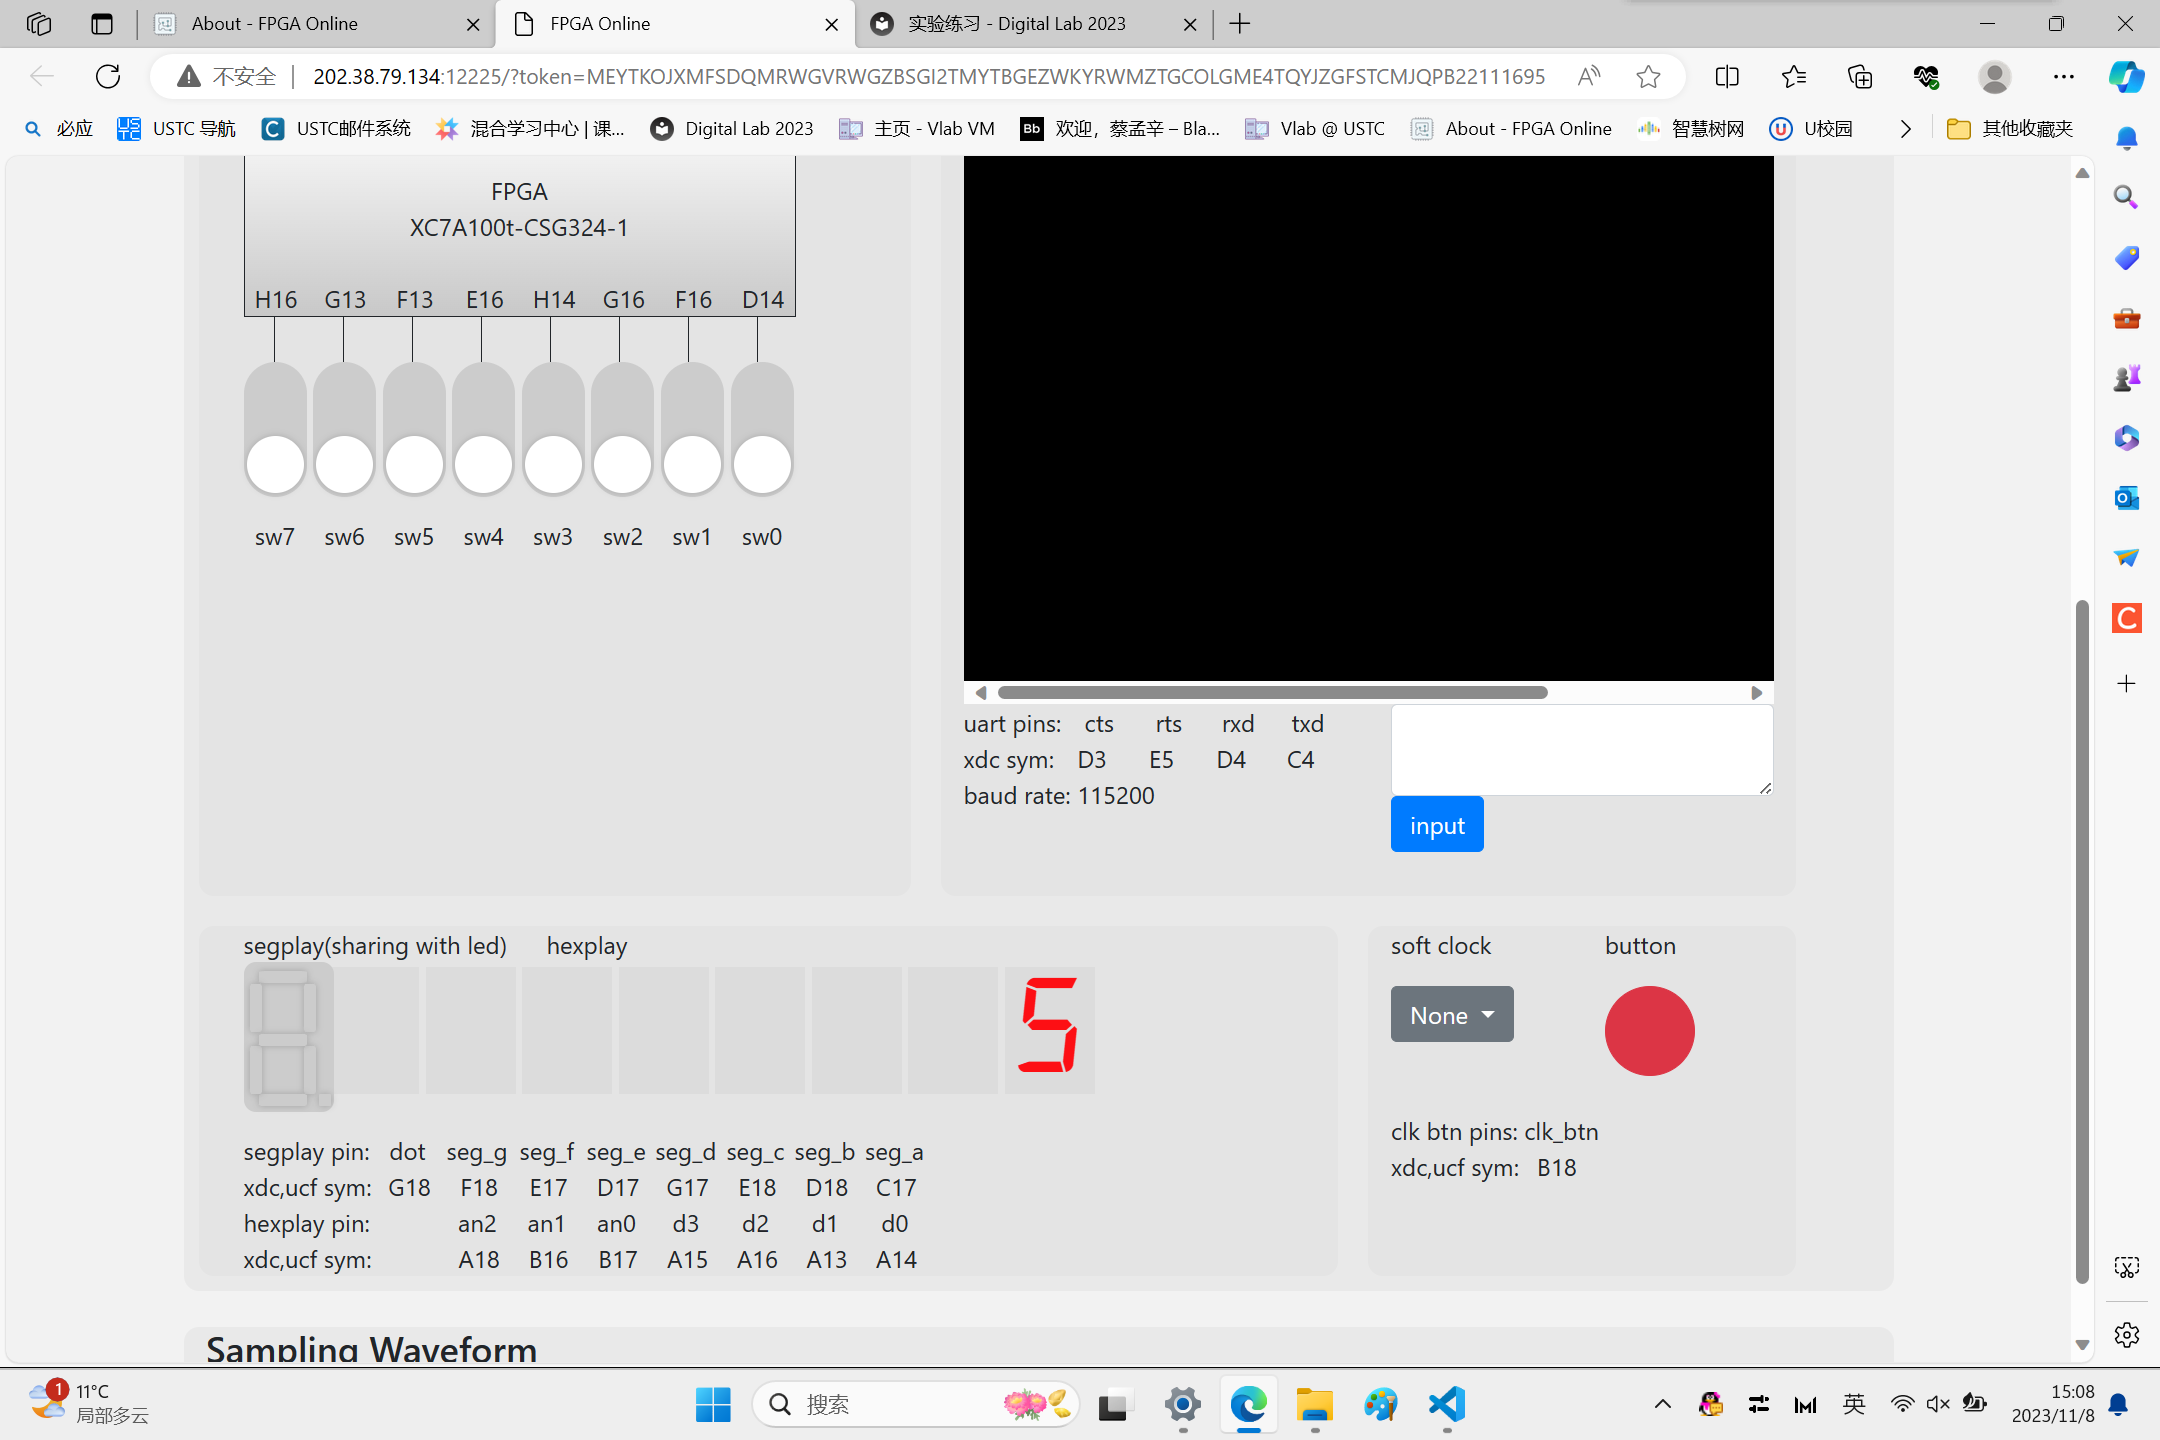 About - FPGA Online
FPGA Online
实验练习 - Digital Lab 2023
不安全
202.38.79.134:12225/?token=MEYTKOJXMFSDQMRWGVRWGZBSGI2TMYTBGEZWKYRWMZTGCOLGME4TQYJZGFSTCMJQPB22111695
必应
USTC 导航
USTC邮件系统
混合学习中心 | 课...
Digital Lab 2023
主页 - Vlab VM
Bb
欢迎，蔡孟辛 – Bla...
Vlab @ USTC
About - FPGA Online
智慧树网
U校园
其他收藏夹
FPGA
XC7A100t-CSG324-1
H16 G13 F13 E16 H14 G16 F16 D14
sw7 sw6 sw5 sw4 sw3 sw2 sw1 sw0
uart pins: cts rts rxd txd
xdc sym: D3 E5 D4 C4
baud rate: 115200
input
segplay(sharing with led) hexplay
5
segplay pin: dot seg_g seg_f seg_e seg_d seg_c seg_b seg_a
xdc,ucf sym: G18 F18 E17 D17 G17 E18 D18 C17
hexplay pin: an2 an1 an0 d3 d2 d1 d0
xdc,ucf sym: A18 B16 B17 A15 A16 A13 A14
soft clock button
None
clk btn pins: clk_btn
xdc,ucf sym: B18
Sampling Waveform
1
11°C
局部多云
搜索
英
15:08
2023/11/8